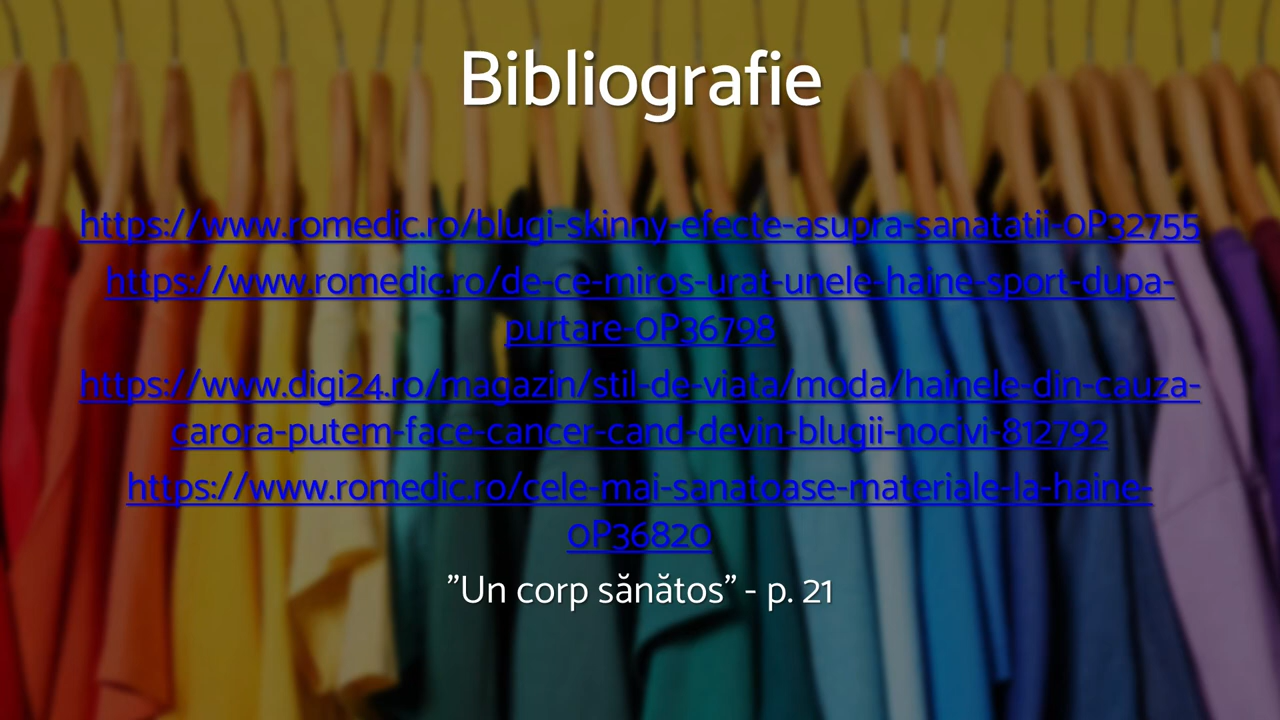 Bibliografie
https://www.romedic.ro/blugi-skinny-efecte-asupra-sanatatii-0P32755
https://www.romedic.ro/de-ce-miros-urat-unele-haine-sport-dupa-
purtare-0P36798
https://www.digi24.ro/magazin/stil-de-viata/moda/hainele-din-cauza-
carora-putem-face-cancer-cand-devin-blugii-nocivi-812792
https://www.romedic.ro/cele-mai-sanatoase-materiale-la-haine-
0P36820
”Un corp sănătos” - p. 21